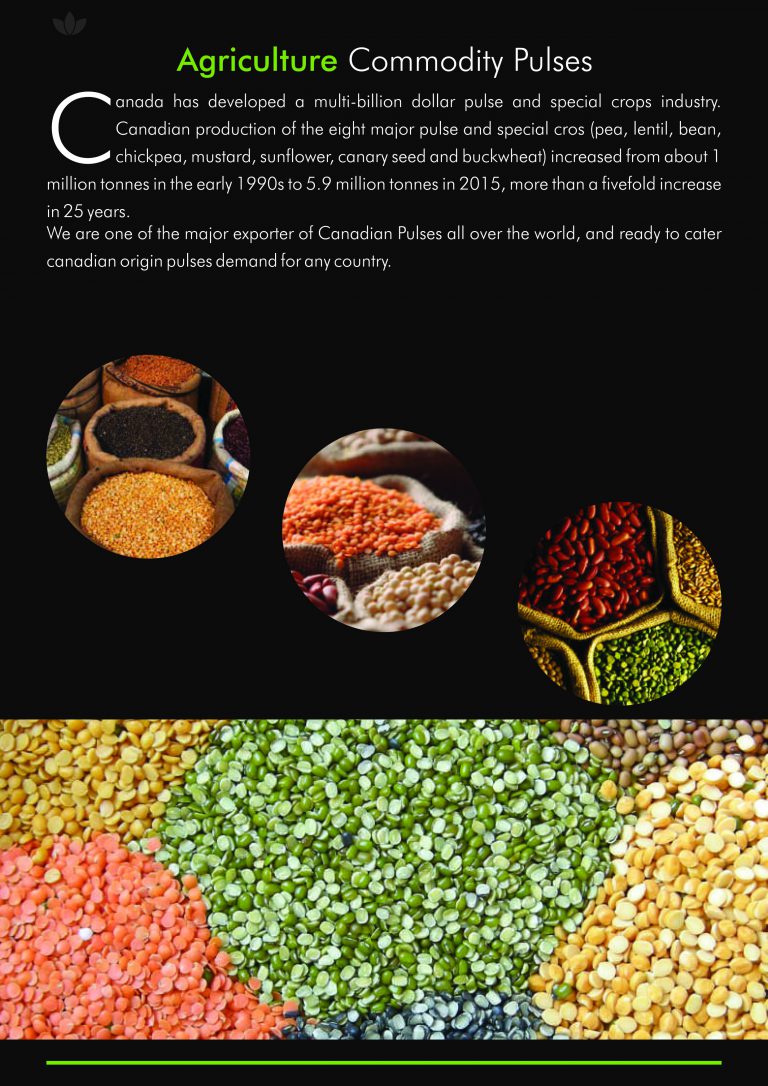 Agriculture Commodity Pulses
Canada has developed a multi-billion dollar pulse and special crops industry.
Canadian production of the eight major pulse and special cros (pea, lentil, bean,
chickpea, mustard, sunflower, canary seed and buckwheat) increased from about 1
million tonnes in the early 1990s to 5.9 million tonnes in 2015, more than a fivefold increase
in 25 years.
We are one of the major exporter of Canadian Pulses all over the world, and ready to cater
canadian origin pulses demand for any country.